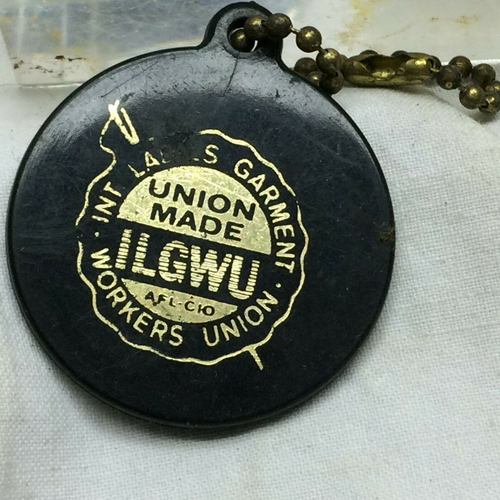 INT LADIES GARMENT
UNION
MADE
ILGWU
AFL-CIO
WORKERS UNION